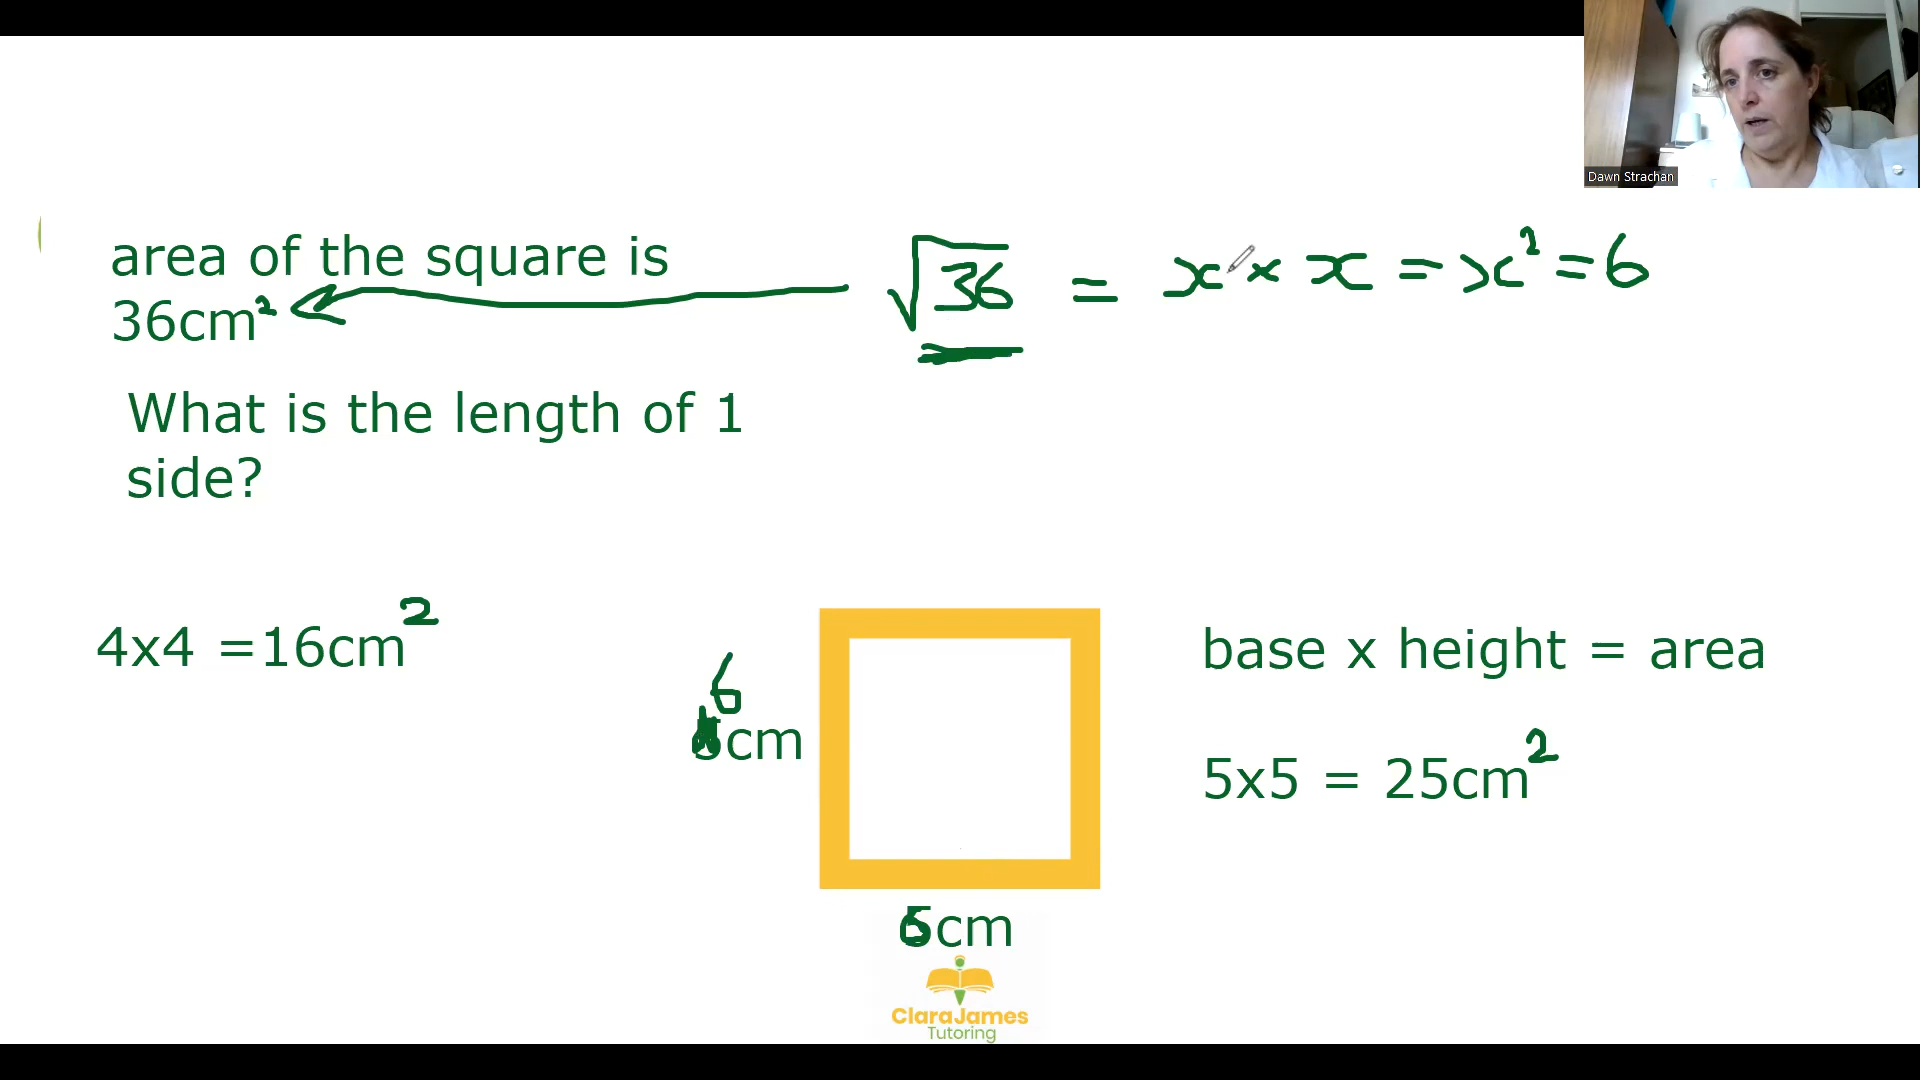 Dawn Strachan
area of the square is
36cm²
√36 = x × x = x² = 6
What is the length of 1
side?
4x4 =16cm²
6
cm
base x height = area
5x5 = 25cm²
cm
ClaraJames
Tutoring